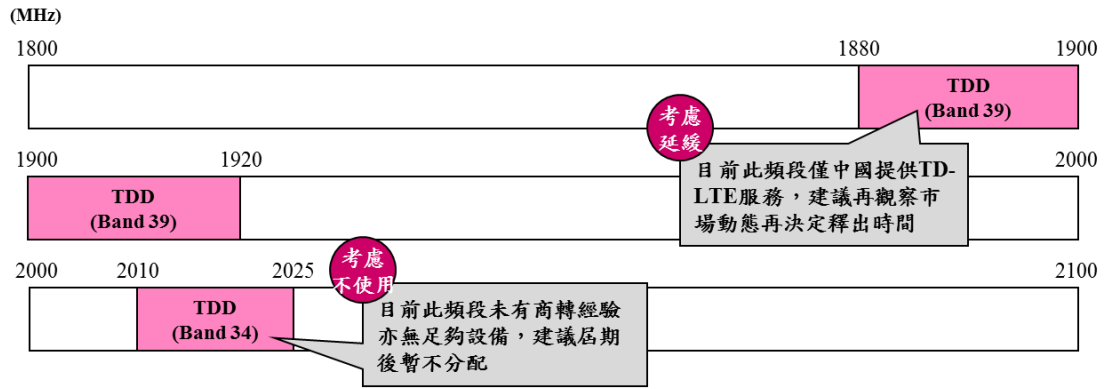 (MHz)
1800
1880
1900
TDD
(Band 39)
考慮
延緩
目前此頻段僅中國提供TD-
LTE服務，建議再觀察市
場動態再決定釋出時間
1900
1920
2000
TDD
(Band 39)
2000
2010
2025
2100
TDD
(Band 34)
考慮
不使用
目前此頻段未有商轉經驗
亦無足夠設備，建議屆期
後暫不分配